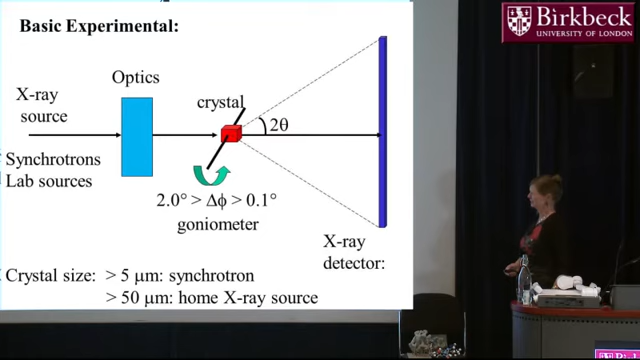 Basic Experimental:
Optics
X-ray
source
crystal
2θ
Synchrotrons
Lab sources
2.0° > Δϕ > 0.1°
goniometer
X-ray
detector:
Crystal size: > 5 μm: synchrotron
> 50 μm: home X-ray source
Birkbeck
UNIVERSITY OF LONDON